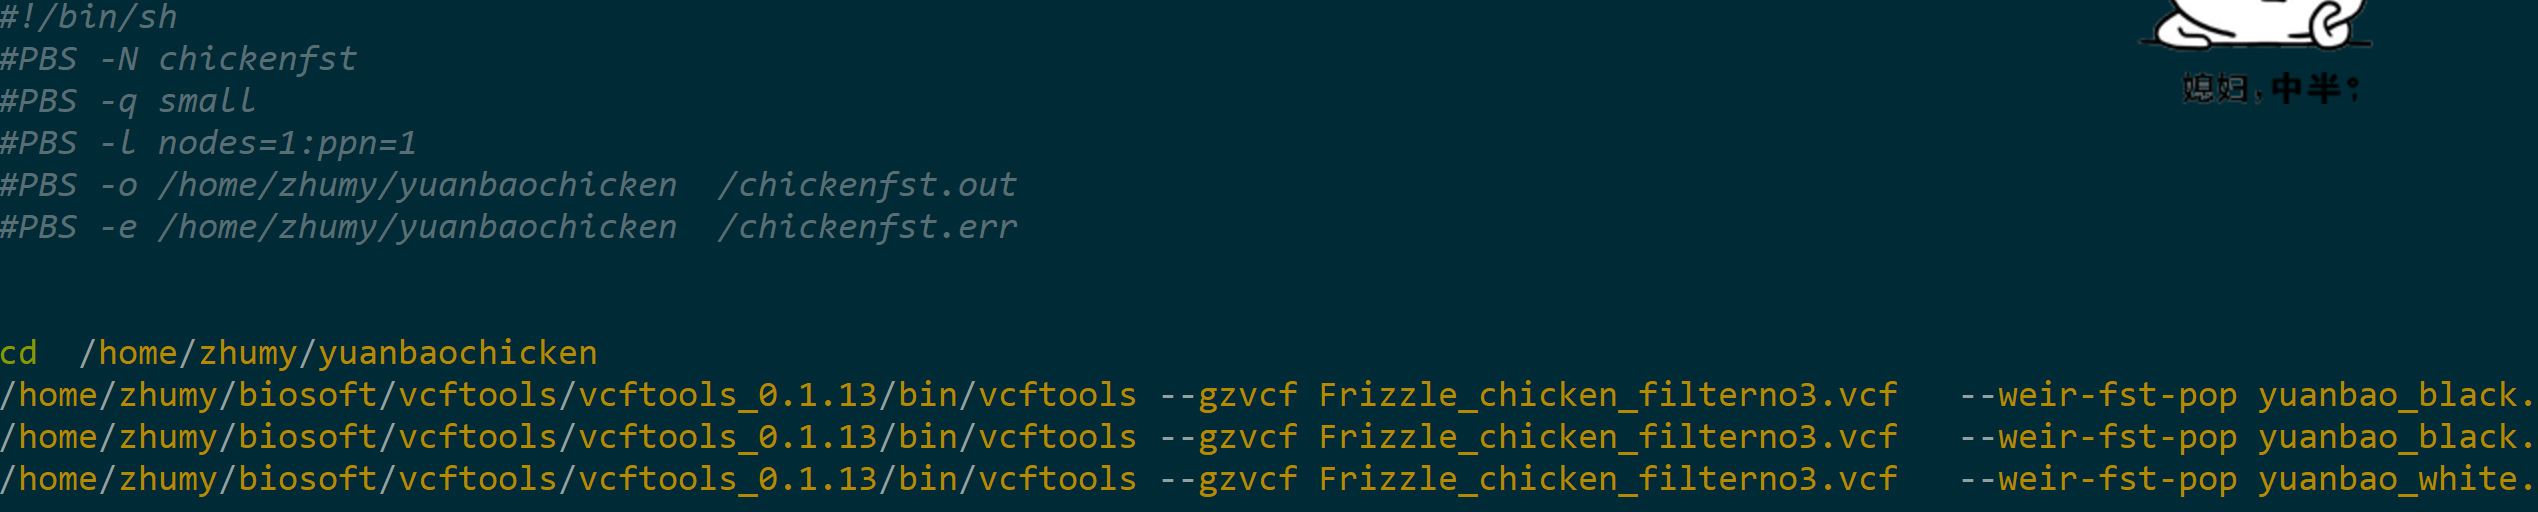 #!/bin/sh
#PBS -N chickenfst
#PBS -q small
#PBS -l nodes=1:ppn=1
#PBS -o /home/zhumy/yuanbaochicken  /chickenfst.out
#PBS -e /home/zhumy/yuanbaochicken  /chickenfst.err
媳妇,中半;
cd  /home/zhumy/yuanbaochicken
/home/zhumy/biosoft/vcftools/vcftools_0.1.13/bin/vcftools --gzvcf Frizzle_chicken_filterno3.vcf   --weir-fst-pop yuanbao_black.
/home/zhumy/biosoft/vcftools/vcftools_0.1.13/bin/vcftools --gzvcf Frizzle_chicken_filterno3.vcf   --weir-fst-pop yuanbao_black.
/home/zhumy/biosoft/vcftools/vcftools_0.1.13/bin/vcftools --gzvcf Frizzle_chicken_filterno3.vcf   --weir-fst-pop yuanbao_white.